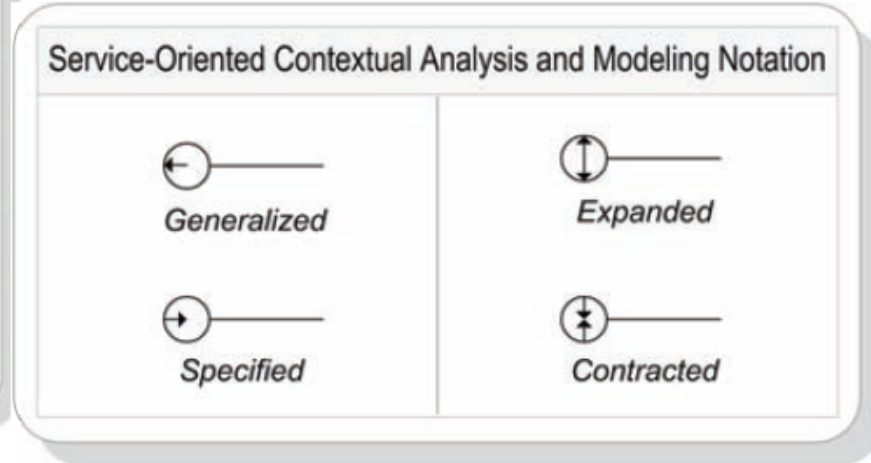 Service-Oriented Contextual Analysis and Modeling Notation
Generalized
Expanded
Specified
Contracted